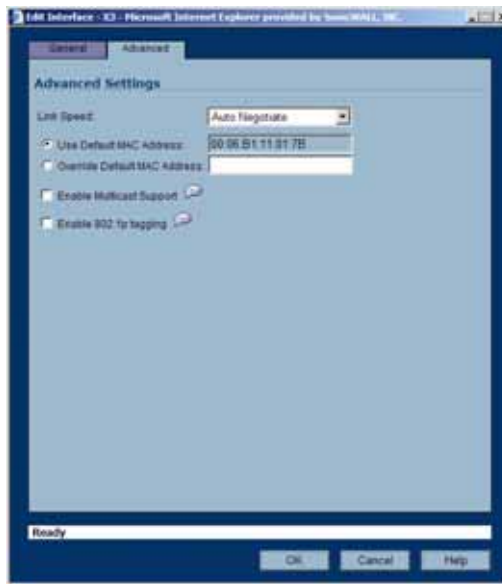 Edit Interface - X3 - Microsoft Internet Explorer provided by SonicWALL, INC.
General Advanced
Advanced Settings
Link Speed: Auto Negotiate
Use Default MAC Address: 00:06:B1:11:01:7B
Override Default MAC Address:
Enable Multicast Support
Enable 802.1p tagging
Ready
OK Cancel Help